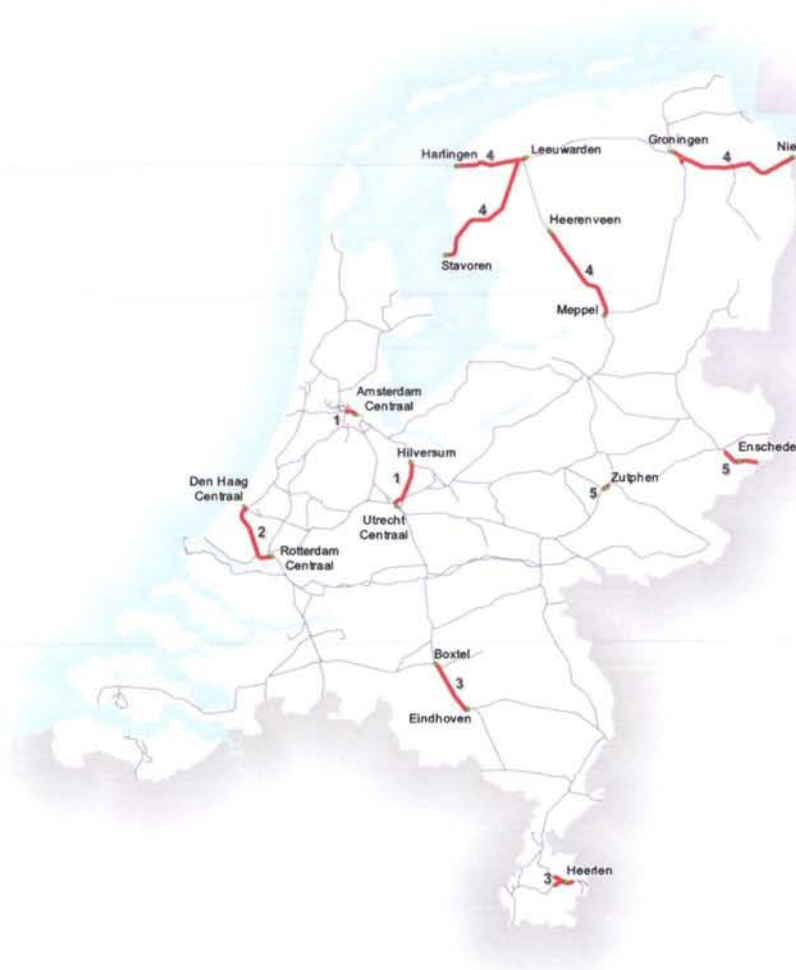 Groningen
Harlingen
4
Leeuwarden
4
Nie
4
Heerenveen
Stavoren
4
Meppel
Amsterdam
Centraal
1
Hilversum
Enschede
1
5
Den Haag
Centraal
Zutphen
5
Utrecht
Centraal
2
Rotterdam
Centraal
Boxtel
3
Eindhoven
3
Heerlen